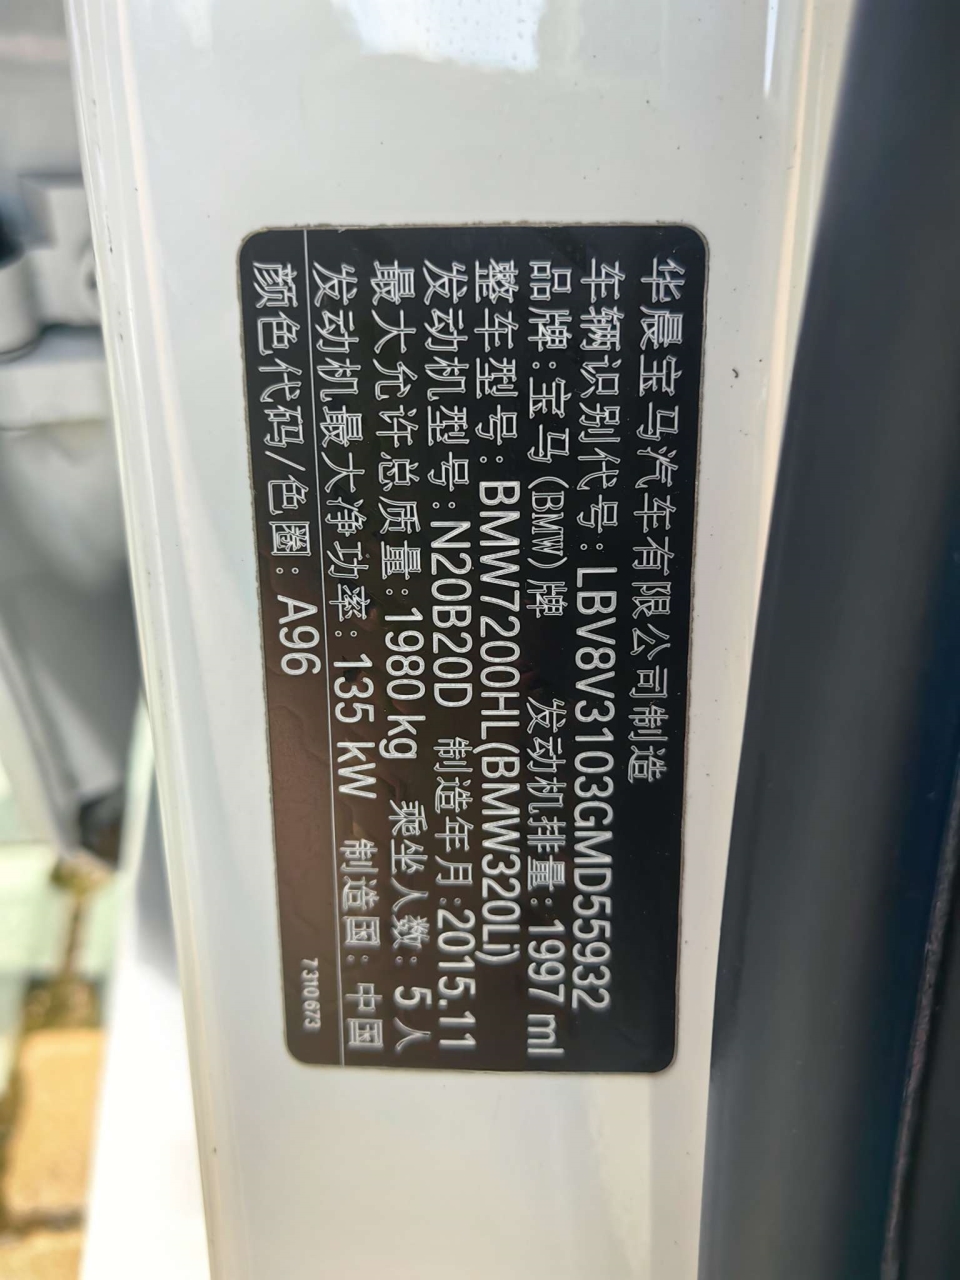 华晨宝马汽车有限公司制造
车辆识别代号:LBV8V3103GMD55932
品牌:宝马(BMW)牌 发动机排量:1997 ml
整车型号:BMW7200HL(BMW320Li)
发动机型号:N20B20D 制造年月:2015.11
最大允许总质量:1980 kg 乘坐人数: 5 人
发动机最大净功率: 135 kW 制造国: 中国
颜色代码/色圈: A96 7310673